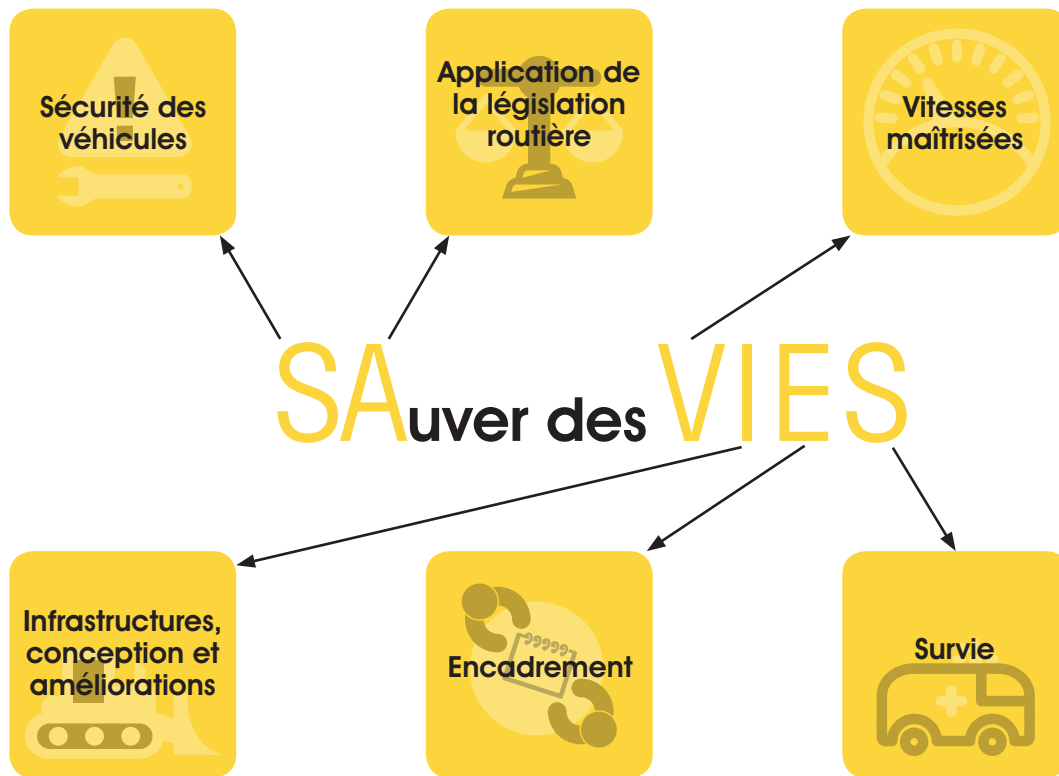 Sécurité des
véhicules
Application de
la législation
routière
Vitesses
maîtrisées
SAuver des VIES
Infrastructures,
conception et
améliorations
Encadrement
Survie